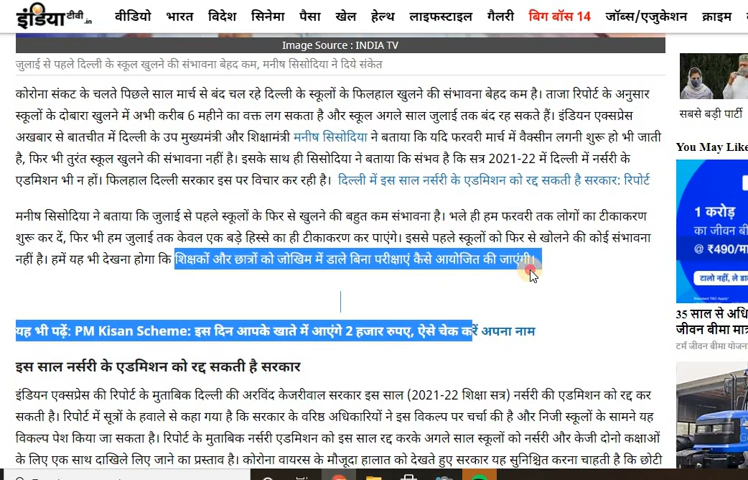 इंडिया टीवी.in वीडियो भारत विदेश सिनेमा पैसा खेल हेल्थ लाइफस्टाइल गैलरी बिग बॉस 14 जॉब्स/एजुकेशन क्राइम
Image Source : INDIA TV
जुलाई से पहले दिल्ली के स्कूल खुलने की संभावना बेहद कम, मनीष सिसोदिया ने दिये संकेत
कोरोना संकट के चलते पिछले साल मार्च से बंद चल रहे दिल्ली के स्कूलों के फिलहाल खुलने की संभावना बेहद कम है। ताजा रिपोर्ट के अनुसार
स्कूलों के दोबारा खुलने में अभी करीब 6 महीने का वक्त लग सकता है और स्कूल अगले साल जुलाई तक बंद रह सकते हैं। इंडियन एक्सप्रेस
अखबार से बातचीत में दिल्ली के उप मुख्यमंत्री और शिक्षामंत्री मनीष सिसोदिया ने बताया कि यदि फरवरी मार्च में वैक्सीन लगनी शुरू हो भी जाती
है, फिर भी तुरंत स्कूल खुलने की संभावना नहीं है। इसके साथ ही सिसोदिया ने बताया कि संभव है कि सत्र 2021-22 में दिल्ली में नर्सरी के
एडमिशन भी न हों। फिलहाल दिल्ली सरकार इस पर विचार कर रही है। दिल्ली में इस साल नर्सरी के एडमिशन को रद्द कर सकती है सरकार: रिपोर्ट
मनीष सिसोदिया ने बताया कि जुलाई से पहले स्कूलों के फिर से खुलने की बहुत कम संभावना है। भले ही हम फरवरी तक लोगों का टीकाकरण
शुरू कर दें, फिर भी हम जुलाई तक केवल एक बड़े हिस्से का ही टीकाकरण कर पाएंगे। इससे पहले स्कूलों को फिर से खोलने की कोई संभावना
नहीं है। हमें यह भी देखना होगा कि शिक्षकों और छात्रों को जोखिम में डाले बिना परीक्षाएं कैसे आयोजित की जाएंगी।
यह भी पढ़ें: PM Kisan Scheme: इस दिन आपके खाते में आएंगे 2 हजार रुपए, ऐसे चेक करें अपना नाम
इस साल नर्सरी के एडमिशन को रद्द सकती है सरकार
इंडियन एक्सप्रेस की रिपोर्ट के मुताबिक दिल्ली की अरविंद केजरीवाल सरकार इस साल (2021-22 शिक्षा सत्र) नर्सरी की एडमिशन को रद्द कर
सकती है। रिपोर्ट में सूत्रों के हवाले से कहा गया है कि सरकार के वरिष्ठ अधिकारियों ने इस विकल्प पर चर्चा की है और निजी स्कूलों के सामने यह
विकल्प पेश किया जा सकता है। रिपोर्ट के मुताबिक नर्सरी एडमिशन को इस साल रद्द करके अगले साल स्कूलों को नर्सरी और केजी दोनो कक्षाओं
के लिए एक साथ दाखिले लिए जाने का प्रस्ताव है। कोरोना वायरस के मौजूदा हालात को देखते हुए सरकार यह सुनिश्चित करना चाहती है कि छोटी
सबसे बड़ी पार्टी
You May Like
1 करोड़
का जीवन बी
@ ₹490/मा
टालो नहीं, ले डा
35 साल से अधि
जीवन बीमा मात्र
टर्म जीवन बीमा योजन